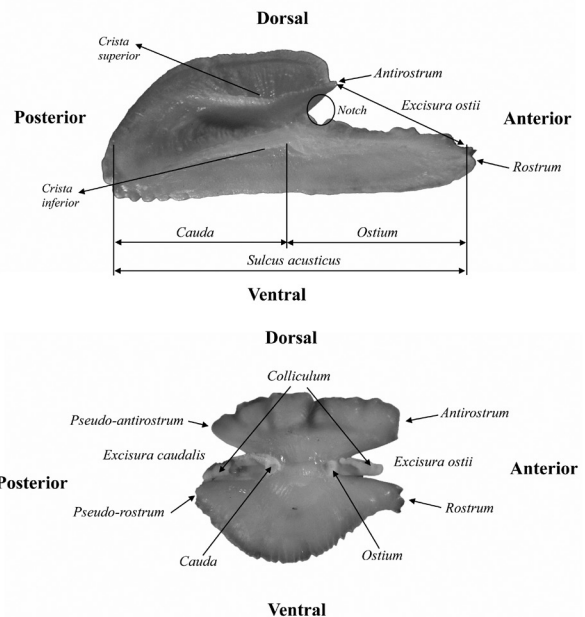 Dorsal
Crista
superior
Antirostrum
Excisura ostii
Notch
Posterior
Anterior
Rostrum
Crista
inferior
Cauda
Ostium
Sulcus acusticus
Ventral
Dorsal
Colliculum
Pseudo-antirostrum
Antirostrum
Excisura caudalis
Excisura ostii
Posterior
Anterior
Pseudo-rostrum
Rostrum
Cauda
Ostium
Ventral